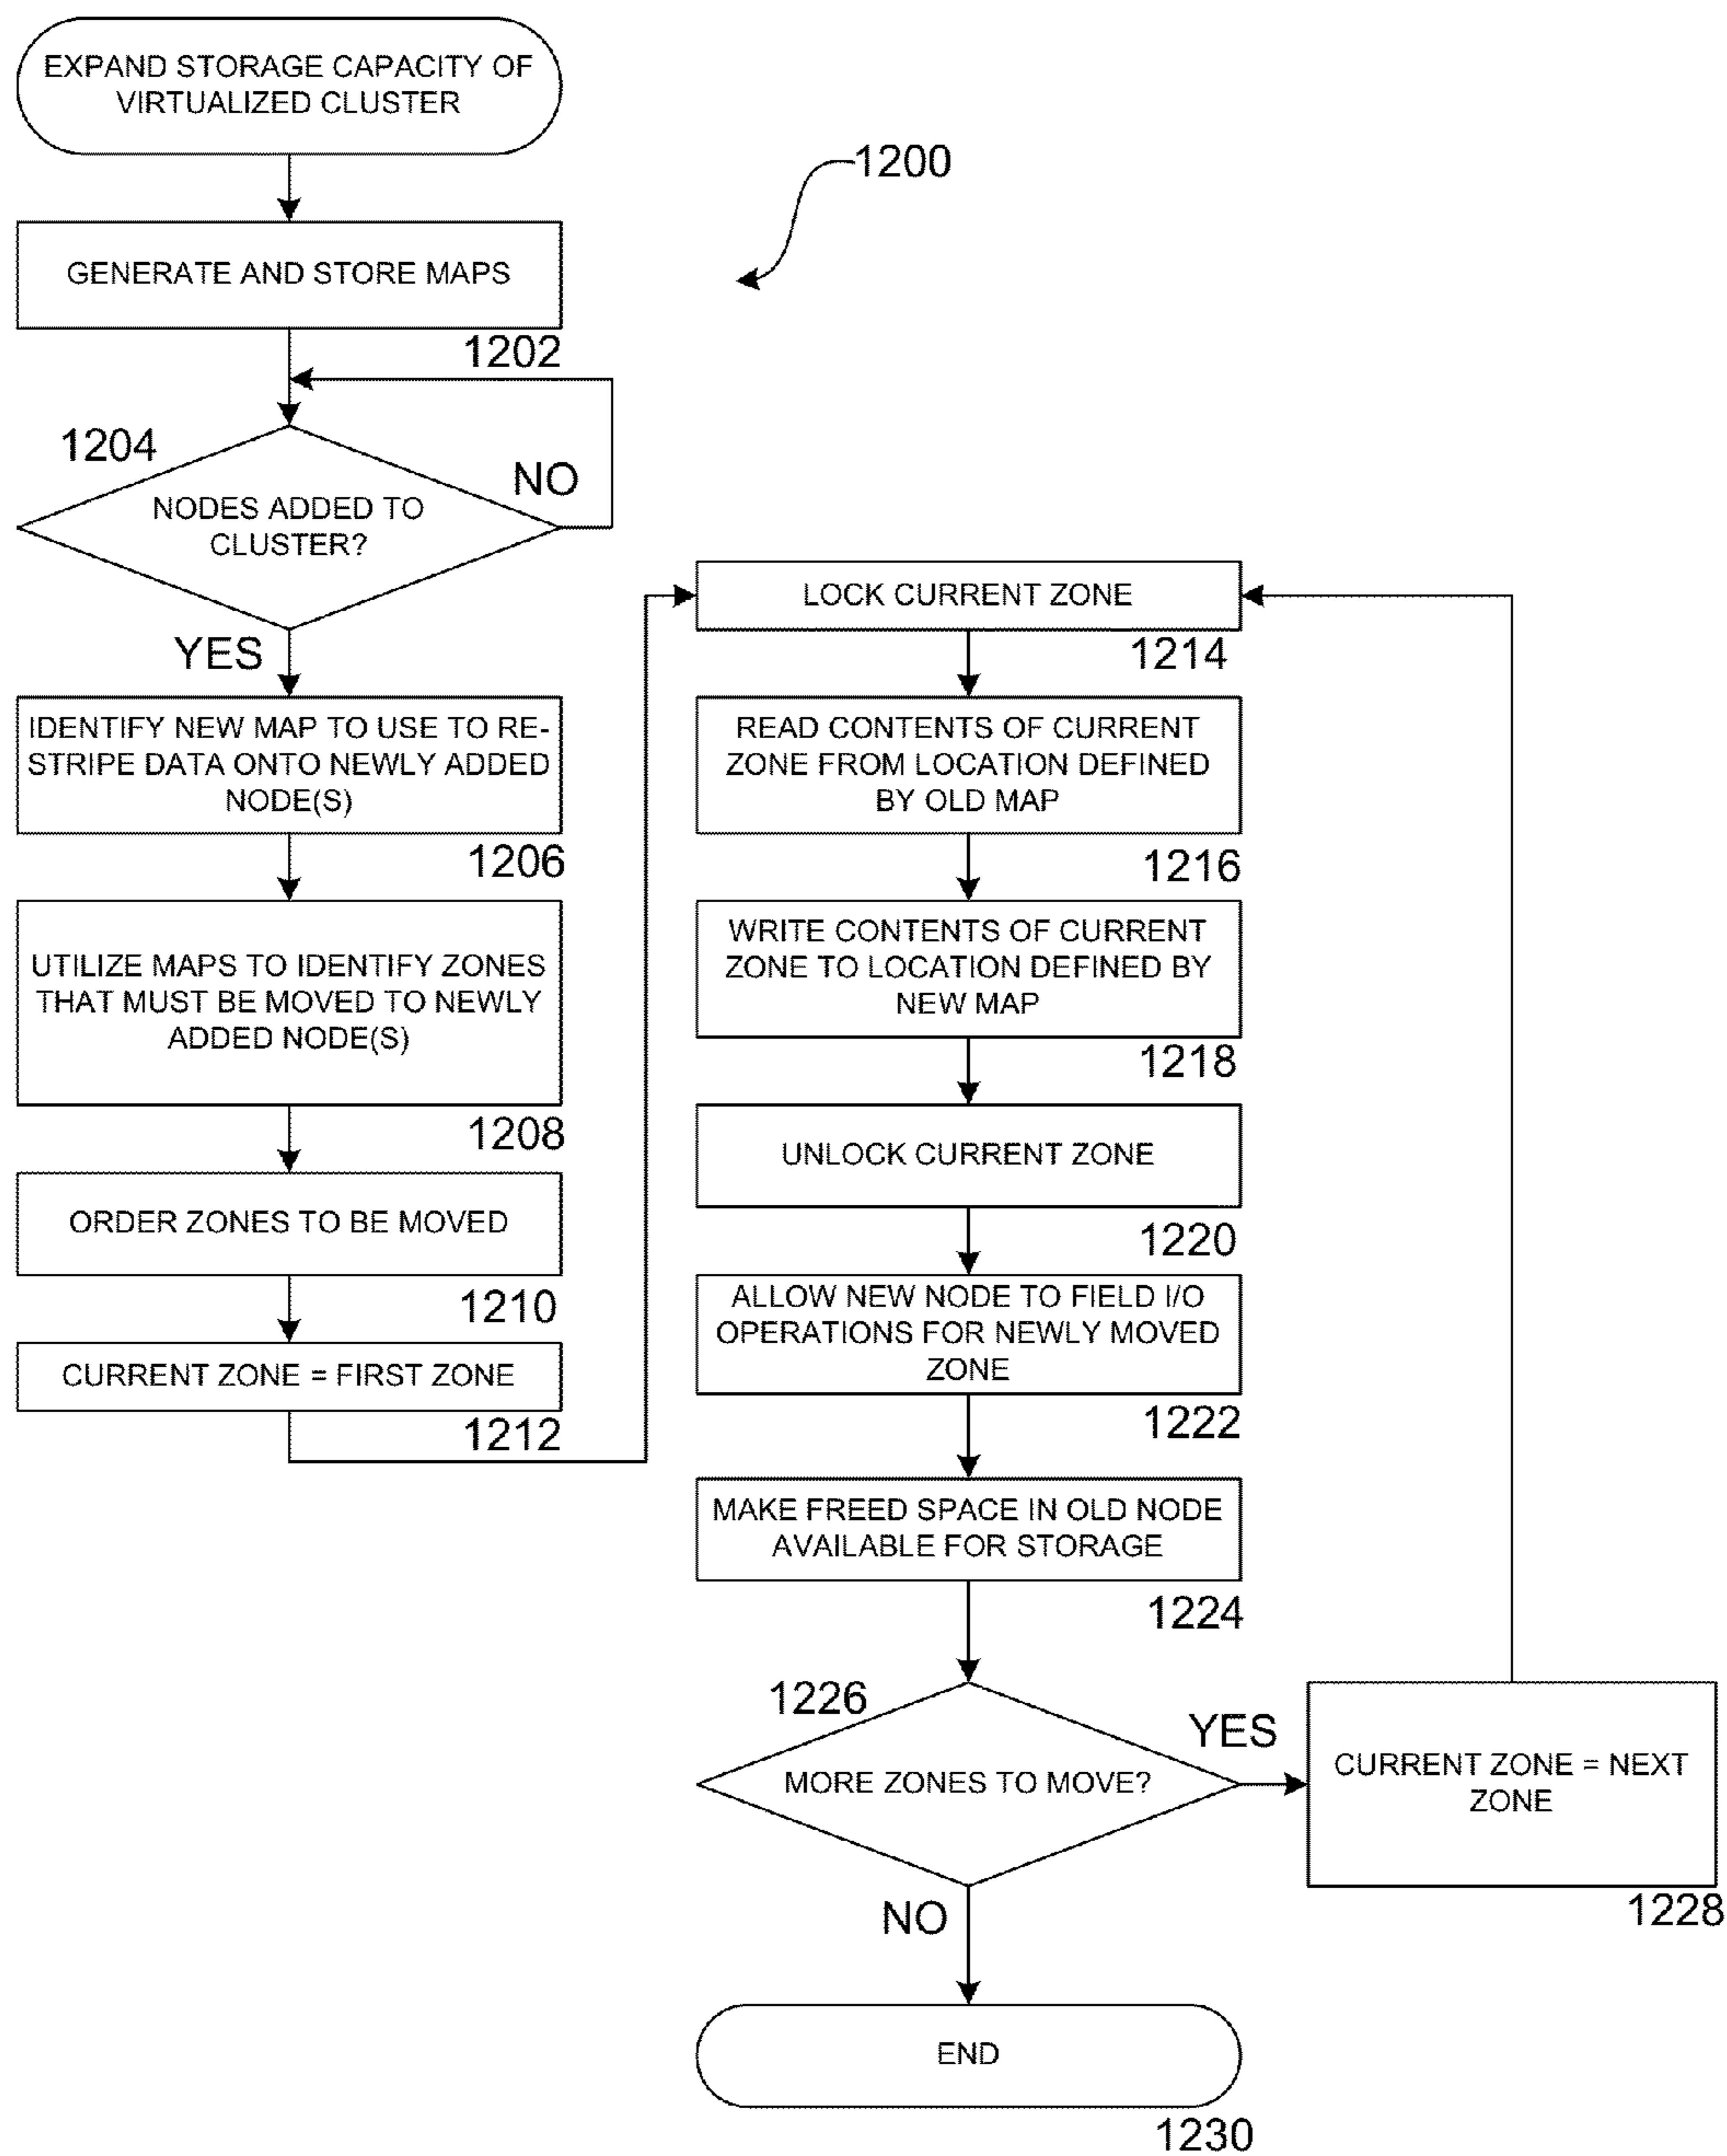 EXPAND STORAGE CAPACITY OF
VIRTUALIZED CLUSTER
1200
GENERATE AND STORE MAPS
1202
1204
NO
NODES ADDED TO
CLUSTER?
YES
IDENTIFY NEW MAP TO USE TO RE-
STRIPE DATA ONTO NEWLY ADDED
NODE(S)
1206
UTILIZE MAPS TO IDENTIFY ZONES
THAT MUST BE MOVED TO NEWLY
ADDED NODE(S)
1208
ORDER ZONES TO BE MOVED
1210
CURRENT ZONE = FIRST ZONE
1212
LOCK CURRENT ZONE
1214
READ CONTENTS OF CURRENT
ZONE FROM LOCATION DEFINED
BY OLD MAP
1216
WRITE CONTENTS OF CURRENT
ZONE TO LOCATION DEFINED BY
NEW MAP
1218
UNLOCK CURRENT ZONE
1220
ALLOW NEW NODE TO FIELD I/O
OPERATIONS FOR NEWLY MOVED
ZONE
1222
MAKE FREED SPACE IN OLD NODE
AVAILABLE FOR STORAGE
1224
1226
YES
MORE ZONES TO MOVE?
CURRENT ZONE = NEXT
ZONE
1228
NO
END
1230